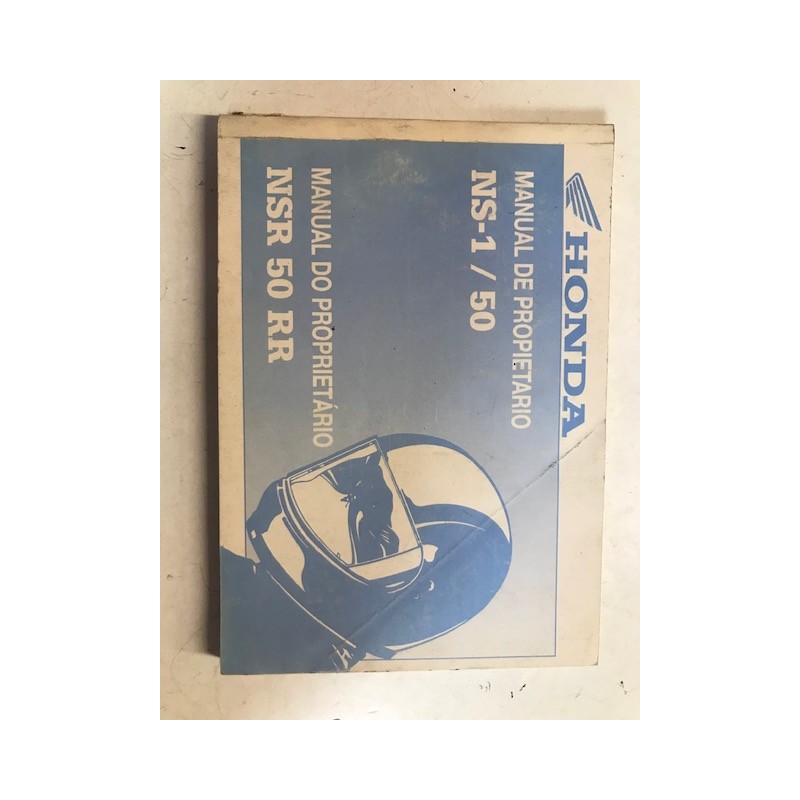 HONDA
MANUAL DE PROPIETARIO
NS-1 / 50
MANUAL DO PROPRIETÁRIO
NSR 50 RR